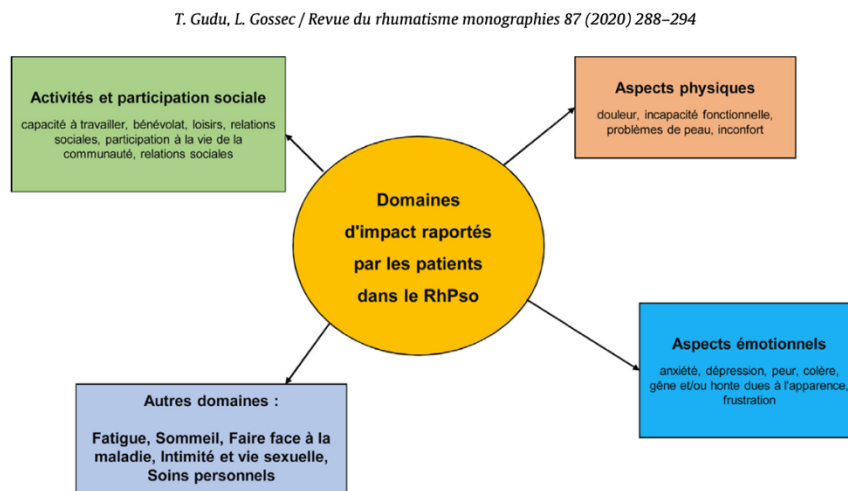 T. Gudu, L. Gossec / Revue du rhumatisme monographies 87 (2020) 288–294
Activités et participation sociale
capacité à travailler, bénévolat, loisirs, relations
sociales, participation à la vie de la
communauté, relations sociales
Aspects physiques
douleur, incapacité fonctionnelle,
problèmes de peau, inconfort
Domaines
d'impact raportés
par les patients
dans le RhPso
Aspects émotionnels
anxiété, dépression, peur, colère,
gêne et/ou honte dues à l'apparence,
frustration
Autres domaines :
Fatigue, Sommeil, Faire face à la
maladie, Intimité et vie sexuelle,
Soins personnels